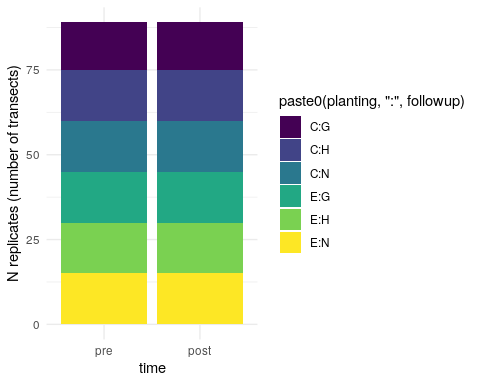 N replicates (number of transects)
75
50
25
0
pre
post
time
paste0(planting, ":", followup)
C:G
C:H
C:N
E:G
E:H
E:N